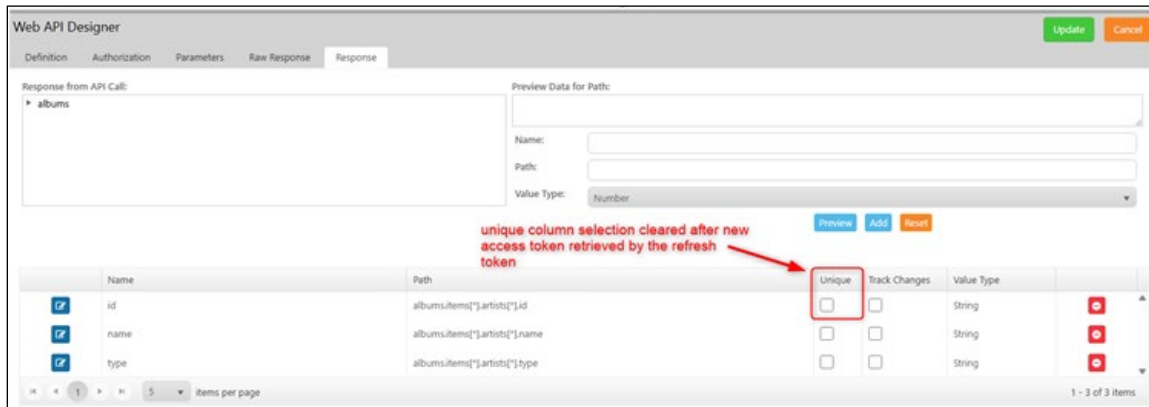 Web API Designer
Update
Cancel
Definition
Authorization
Parameters
Raw Response
Response
Response from API Call:
albums
Preview Data for Path:
Name:
Path:
Value Type:
Number
Preview
Add
Reset
unique column selection cleared after new
access token retrieved by the refresh
token
Name
Path
Unique
Track Changes
Value Type
id
albums.items[*].artists[*].id
String
name
albums.items[*].artists[*].name
String
type
albums.items[*].artists[*].type
String
1
5
items per page
1 - 3 of 3 items